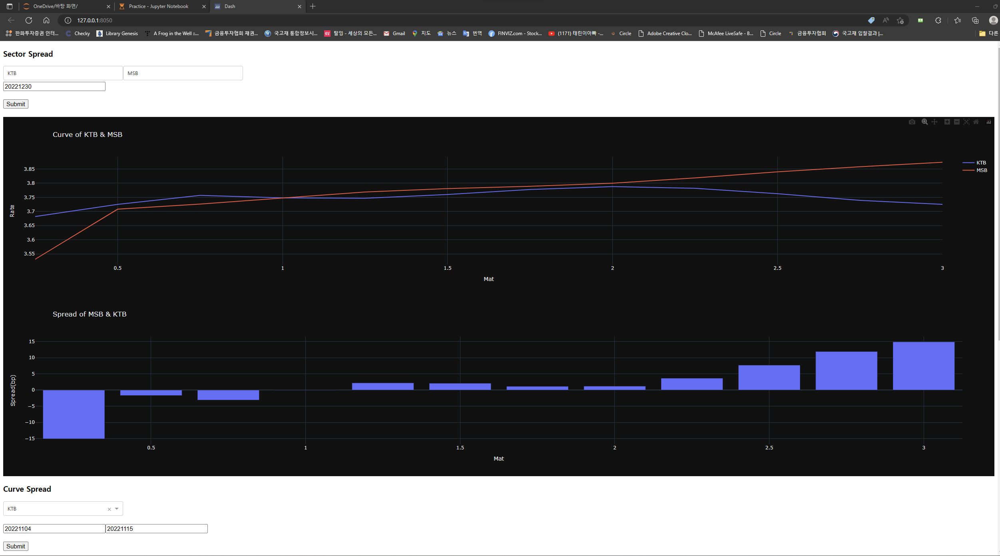 OneDrive/바탕 화면/
Practice - Jupyter Notebook
Dash
127.0.0.1:8050
한화투자증권 인터...
Checky
Library Genesis
A Frog in the Well ::...
금융투자협회 채권...
국고채 통합정보시...
탈잉 - 세상의 모든...
Gmail
지도
뉴스
번역
FINVIZ.com - Stock...
(1171) 태린이아빠 -...
Circle
Adobe Creative Clo...
McAfee LiveSafe - B...
Circle
금융투자협회
국고채 입찰결과 |...
다른
Sector Spread
KTB
MSB
20221230
Submit
Curve of KTB & MSB
KTB
MSB
3.85
3.8
3.75
3.7
3.65
3.6
3.55
Rate
0.5 1 1.5 2 2.5 3
Mat
Spread of MSB & KTB
15
10
5
0
−5
−10
−15
Spread(bp)
0.5 1 1.5 2 2.5 3
Mat
Curve Spread
KTB
20221104
20221115
Submit